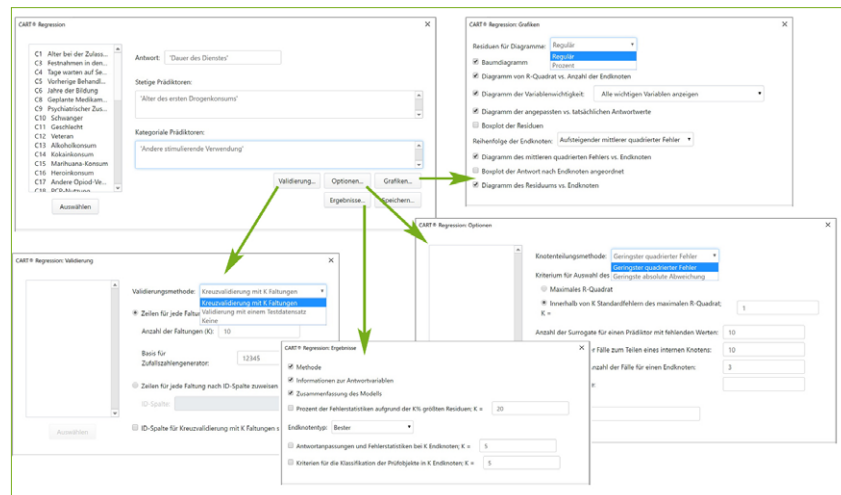 CART® Regression
C1 Alter bei der Zulass...
C3 Festnahmen in den...
C4 Tage warten auf Se...
C5 Vorherige Behandl...
C6 Jahre der Bildung
C8 Geplante Medikam...
C9 Psychiatrischer Zus...
C10 Schwanger
C11 Geschlecht
C12 Veteran
C13 Alkoholkonsum
C14 Kokainkonsum
C15 Marihuana-Konsum
C16 Heroinkonsum
C17 Andere Opiod-Ve...
C18 PCP-Nutzung
Auswählen
Antwort: 'Dauer des Dienstes'
Stetige Prädiktoren:
'Alter des ersten Drogenkonsums'
Kategoriale Prädiktoren:
'Andere stimulierende Verwendung'
Validierung... Optionen... Grafiken...
Ergebnisse... Speichern...
CART® Regression: Grafiken
Residuen für Diagramme: Regulär
Regulär
Prozent
Baumdiagramm
Diagramm von R-Quadrat vs. Anzahl der Endknoten
Diagramm der Variablenwichtigkeit: Alle wichtigen Variablen anzeigen
Diagramm der angepassten vs. tatsächlichen Antwortwerte
Boxplot der Residuen
Reihenfolge der Endknoten: Aufsteigender mittlerer quadrierter Fehler
Diagramm des mittleren quadrierten Fehlers vs. Endknoten
Boxplot der Antwort nach Endknoten angeordnet
Diagramm des Residuums vs. Endknoten
CART® Regression: Validierung
Validierungsmethode: Kreuzvalidierung mit K Faltungen
Kreuzvalidierung mit K Faltungen
Validierung mit einem Testdatensatz
Keine
Zeilen für jede Faltun
Anzahl der Faltungen (K): 10
Basis für
Zufallszahlengenerator: 12345
Zeilen für jede Faltung nach ID-Spalte zuweisen
ID-Spalte:
ID-Spalte für Kreuzvalidierung mit K Faltungen s
Auswählen
CART® Regression: Optionen
Knotenteilungsmethode: Geringster quadrierter Fehler
Geringster quadrierter Fehler
Geringste absolute Abweichung
Kriterium für Auswahl des
Maximales R-Quadrat
Innerhalb von K Standardfehlern des maximalen R-Quadrat;
K = 1
Anzahl der Surrogate für einen Prädiktor mit fehlenden Werten: 10
r Fälle zum Teilen eines internen Knotens: 10
nzahl der Fälle für einen Endknoten: 3
e:
CART® Regression: Ergebnisse
Methode
Informationen zur Antwortvariablen
Zusammenfassung des Modells
Prozent der Fehlerstatistiken aufgrund der K% größten Residuen; K = 20
Endknotentyp: Bester
Antwortanpassungen und Fehlerstatistiken bei K Endknoten; K = 5
Kriterien für die Klassifikation der Prüfobjekte in K Endknoten; K = 5